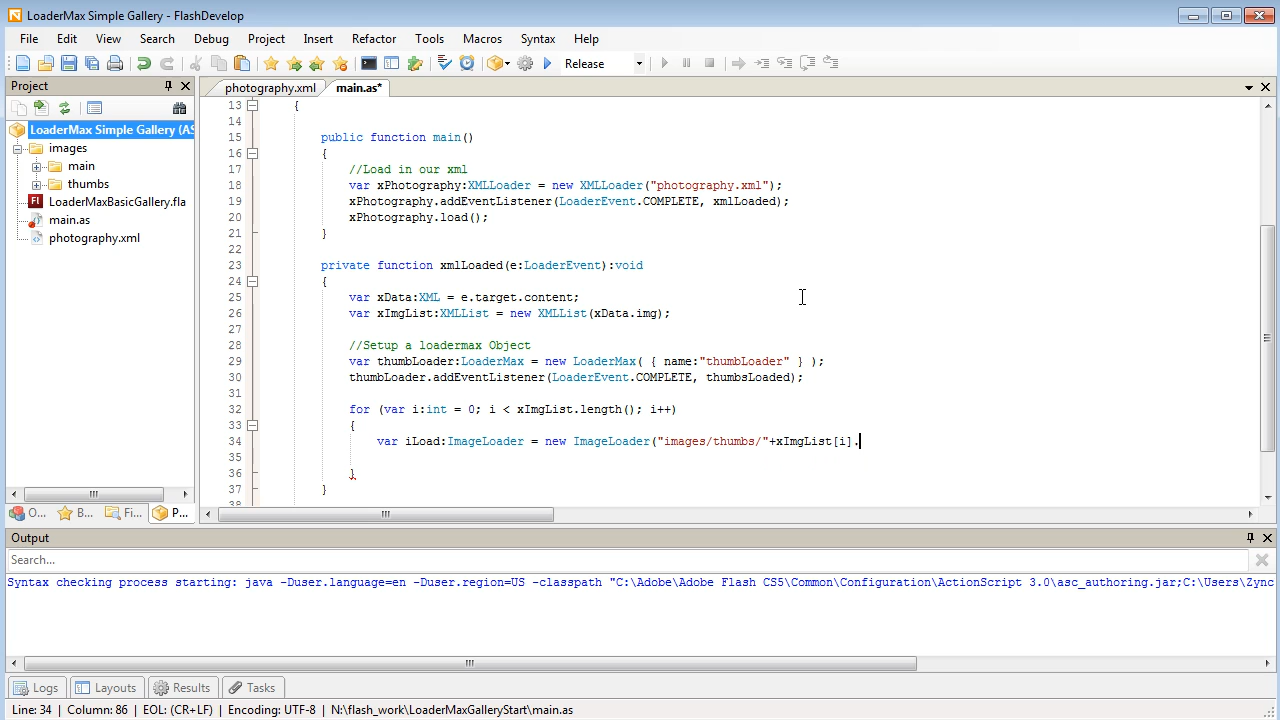 LoaderMax Simple Gallery - FlashDevelop
File Edit View Search Debug Project Insert Refactor Tools Macros Syntax Help
Release
Project
photography.xml main.as*
LoaderMax Simple Gallery (AS
images
main
thumbs
LoaderMaxBasicGallery.fla
main.as
photography.xml
O... B... Fi... P...
13 {
14
15 public function main()
16 {
17 //Load in our xml
18 var xPhotography:XMLLoader = new XMLLoader("photography.xml");
19 xPhotography.addEventListener(LoaderEvent.COMPLETE, xmlLoaded);
20 xPhotography.load();
21 }
22
23 private function xmlLoaded(e:LoaderEvent):void
24 {
25 var xData:XML = e.target.content;
26 var xImgList:XMLList = new XMLList(xData.img);
27
28 //Setup a loadermax Object
29 var thumbLoader:LoaderMax = new LoaderMax( { name:"thumbLoader" } );
30 thumbLoader.addEventListener(LoaderEvent.COMPLETE, thumbsLoaded);
31
32 for (var i:int = 0; i < xImgList.length(); i++)
33 {
34 var iLoad:ImageLoader = new ImageLoader("images/thumbs/"+xImgList[i].
35
36 }
37 }
38
Output
Search...
Syntax checking process starting: java -Duser.language=en -Duser.region=US -classpath "C:\Adobe\Adobe Flash CS5\Common\Configuration\ActionScript 3.0\asc_authoring.jar;C:\Users\Zync
Logs Layouts Results Tasks
Line: 34 | Column: 86 | EOL: (CR+LF) | Encoding: UTF-8 | N:\flash_work\LoaderMaxGalleryStart\main.as